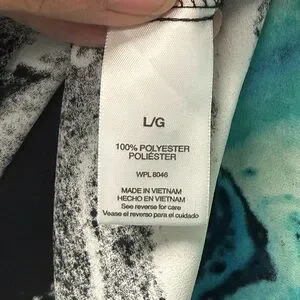 L/G
100% POLYESTER
POLIÉSTER
WPL 8046
MADE IN VIETNAM
HECHO EN VIETNAM
See reverse for care
Vease el reverso para el cuidado